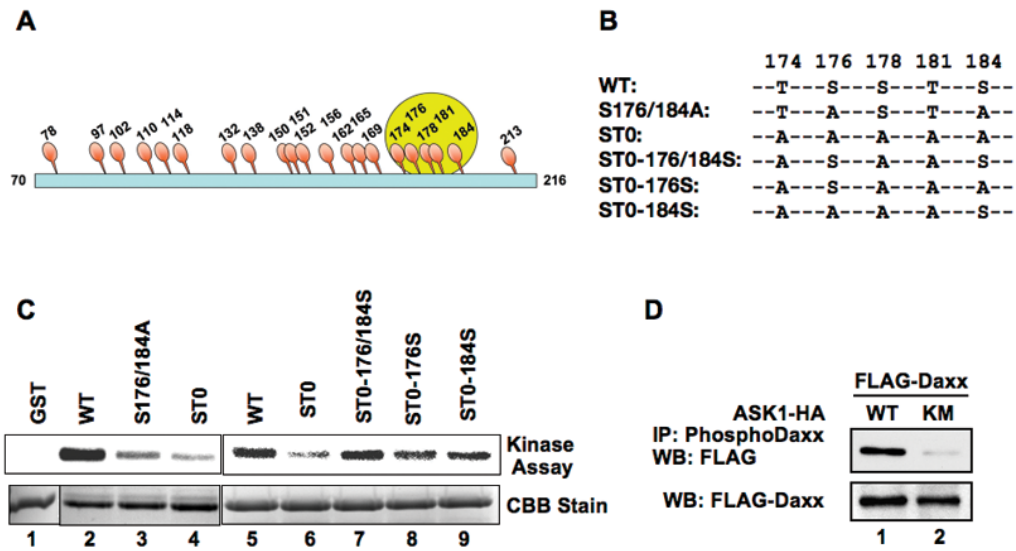 A
78 97 102 110 114 118 132 138 150 151 152 156 162 165 169 174 176 178 181 184 213
70 216
B
174 176 178 181 184
WT: --T---S---S---T---S--
S176/184A: --T---A---S---T---A--
ST0: --A---A---A---A---A--
ST0-176/184S: --A---S---S---A---S--
ST0-176S: --A---S---A---A---A--
ST0-184S: --A---A---A---A---S--
C
GST WT S176/184A ST0 WT ST0 ST0-176/184S ST0-176S ST0-184S
Kinase
Assay
CBB Stain
1 2 3 4 5 6 7 8 9
D
FLAG-Daxx
ASK1-HA WT KM
IP: PhosphoDaxx
WB: FLAG
WB: FLAG-Daxx
1 2